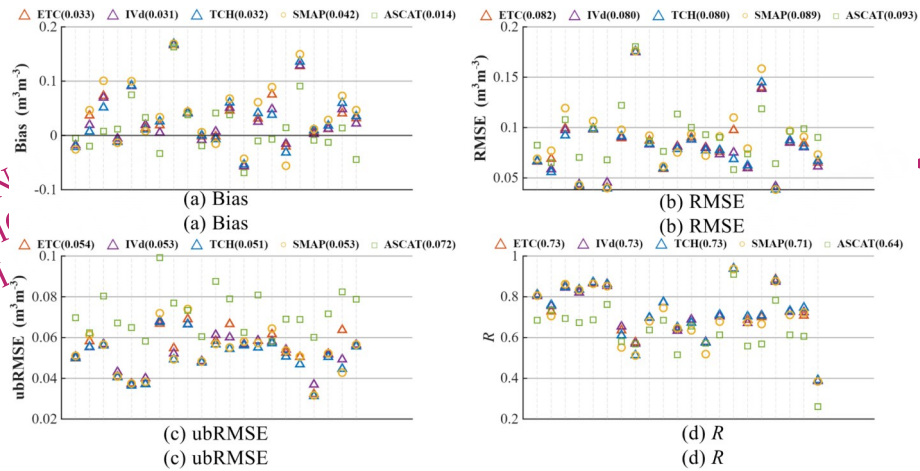 ETC(0.033) IVd(0.031) TCH(0.032) SMAP(0.042) ASCAT(0.014)
0.2
0.1
0
-0.1
Bias (m³m⁻³)
(a) Bias
(a) Bias
ETC(0.082) IVd(0.080) TCH(0.080) SMAP(0.089) ASCAT(0.093)
0.2
0.15
0.1
0.05
RMSE (m³m⁻³)
(b) RMSE
(b) RMSE
ETC(0.054) IVd(0.053) TCH(0.051) SMAP(0.053) ASCAT(0.072)
0.1
0.08
0.06
0.04
0.02
ubRMSE (m³m⁻³)
(c) ubRMSE
(c) ubRMSE
ETC(0.73) IVd(0.73) TCH(0.73) SMAP(0.71) ASCAT(0.64)
1
0.8
0.6
0.4
0.2
R
(d) R
(d) R